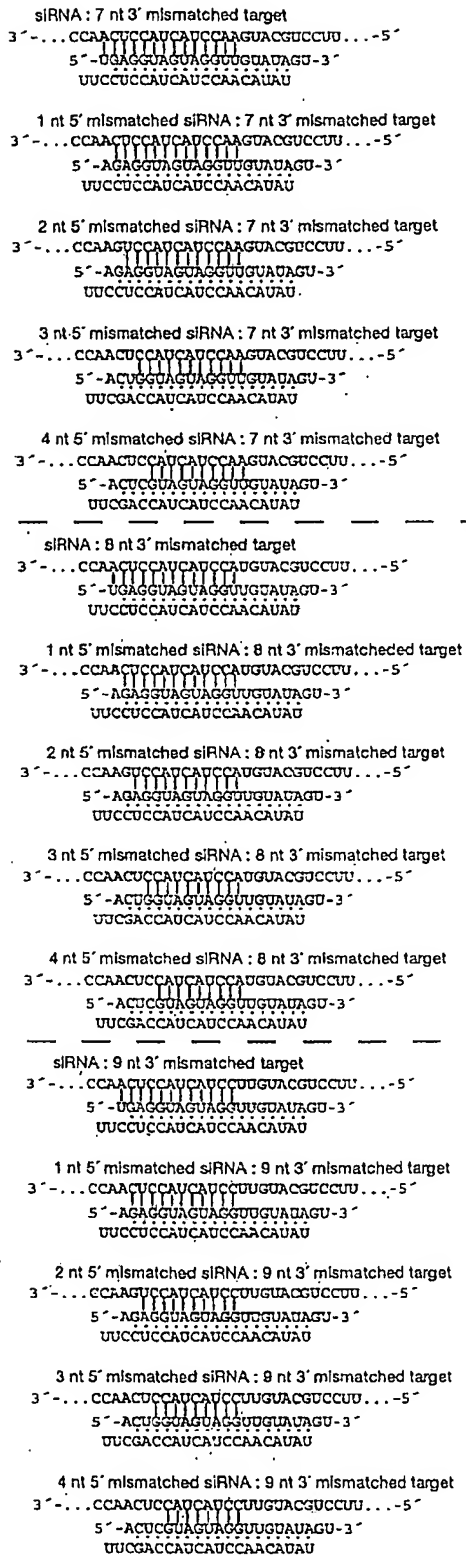 siRNA : 7 nt 3´ mismatched target
3´-...CCAACUCCAUCAUCCAAGUACGUCCUU...-5´
5´-UGAGGUAGUAGGUUGUAUAGU-3´
UUCCUCCAUCAUCCAACAUAU
1 nt 5´ mismatched siRNA : 7 nt 3´ mismatched target
3´-...CCAACUCCAUCAUCCAAGUACGUCCUU...-5´
5´-AGAGGUAGUAGGUUGUAUAGU-3´
UUCCUCCAUCAUCCAACAUAU
2 nt 5´ mismatched siRNA : 7 nt 3´ mismatched target
3´-...CCAAGUCCAUCAUCCAAGUACGUCCUU...-5´
5´-AGAGGUAGUAGGUUGUAUAGU-3´
UUCCUCCAUCAUCCAACAUAU
3 nt 5´ mismatched siRNA : 7 nt 3´ mismatched target
3´-...CCAACUCCAUCAUCCAAGUACGUCCUU...-5´
5´-ACUGGUAGUAGGUUGUAUAGU-3´
UUCGACCAUCAUCCAACAUAU
4 nt 5´ mismatched siRNA : 7 nt 3´ mismatched target
3´-...CCAACUCCAUCAUCCAAGUACGUCCUU...-5´
5´-ACUCGUAGUAGGUUGUAUAGU-3´
UUCGACCAUCAUCCAACAUAU
siRNA : 8 nt 3´ mismatched target
3´-...CCAACUCCAUCAUCCAUGUACGUCCUU...-5´
5´-UGAGGUAGUAGGUUGUAUAGU-3´
UUCCUCCAUCAUCCAACAUAU
1 nt 5´ mismatched siRNA : 8 nt 3´ mismatcheded target
3´-...CCAACUCCAUCAUCCAUGUACGUCCUU...-5´
5´-AGAGGUAGUAGGUUGUAUAGU-3´
UUCCUCCAUCAUCCAACAUAU
2 nt 5´ mismatched siRNA : 8 nt 3´ mismatched target
3´-...CCAAGUCCAUCAUCCAUGUACGUCCUU...-5´
5´-AGAGGUAGUAGGUUGUAUAGU-3´
UUCCUCCAUCAUCCAACAUAU
3 nt 5´ mismatched siRNA : 8 nt 3´ mismatched target
3´-...CCAACUCCAUCAUCCAUGUACGUCCUU...-5´
5´-ACUGGUAGUAGGUUGUAUAGU-3´
UUCGACCAUCAUCCAACAUAU
4 nt 5´ mismatched siRNA : 8 nt 3´ mismatched target
3´-...CCAACUCCAUCAUCCAUGUACGUCCUU...-5´
5´-ACUCGUAGUAGGUUGUAUAGU-3´
UUCGACCAUCAUCCAACAUAU
siRNA : 9 nt 3´ mismatched target
3´-...CCAACUCCAUCAUCCUUGUACGUCCUU...-5´
5´-UGAGGUAGUAGGUUGUAUAGU-3´
UUCCUCCAUCAUCCAACAUAU
1 nt 5´ mismatched siRNA : 9 nt 3´ mismatched target
3´-...CCAACUCCAUCAUCCUUGUACGUCCUU...-5´
5´-AGAGGUAGUAGGUUGUAUAGU-3´
UUCCUCCAUCAUCCAACAUAU
2 nt 5´ mismatched siRNA : 9 nt 3´ mismatched target
3´-...CCAAGUCCAUCAUCCUUGUACGUCCUU...-5´
5´-AGAGGUAGUAGGUUGUAUAGU-3´
UUCCUCCAUCAUCCAACAUAU
3 nt 5´ mismatched siRNA : 9 nt 3´ mismatched target
3´-...CCAACUCCAUCAUCCUUGUACGUCCUU...-5´
5´-ACUGGUAGUAGGUUGUAUAGU-3´
UUCGACCAUCAUCCAACAUAU
4 nt 5´ mismatched siRNA : 9 nt 3´ mismatched target
3´-...CCAACUCCAUCAUCCUUGUACGUCCUU...-5´
5´-ACUCGUAGUAGGUUGUAUAGU-3´
UUCGACCAUCAUCCAACAUAU